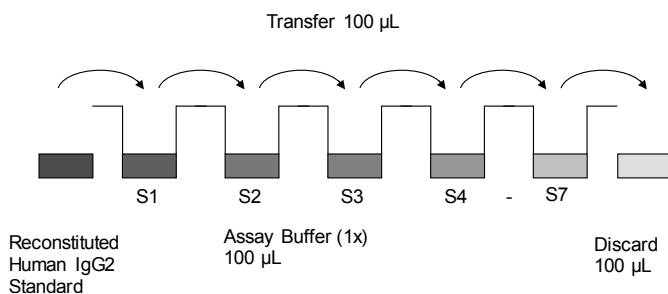 Transfer 100 µL
S1 S2 S3 S4 - S7
Reconstituted
Human IgG2
Standard
Assay Buffer (1x)
100 µL
Discard
100 µL